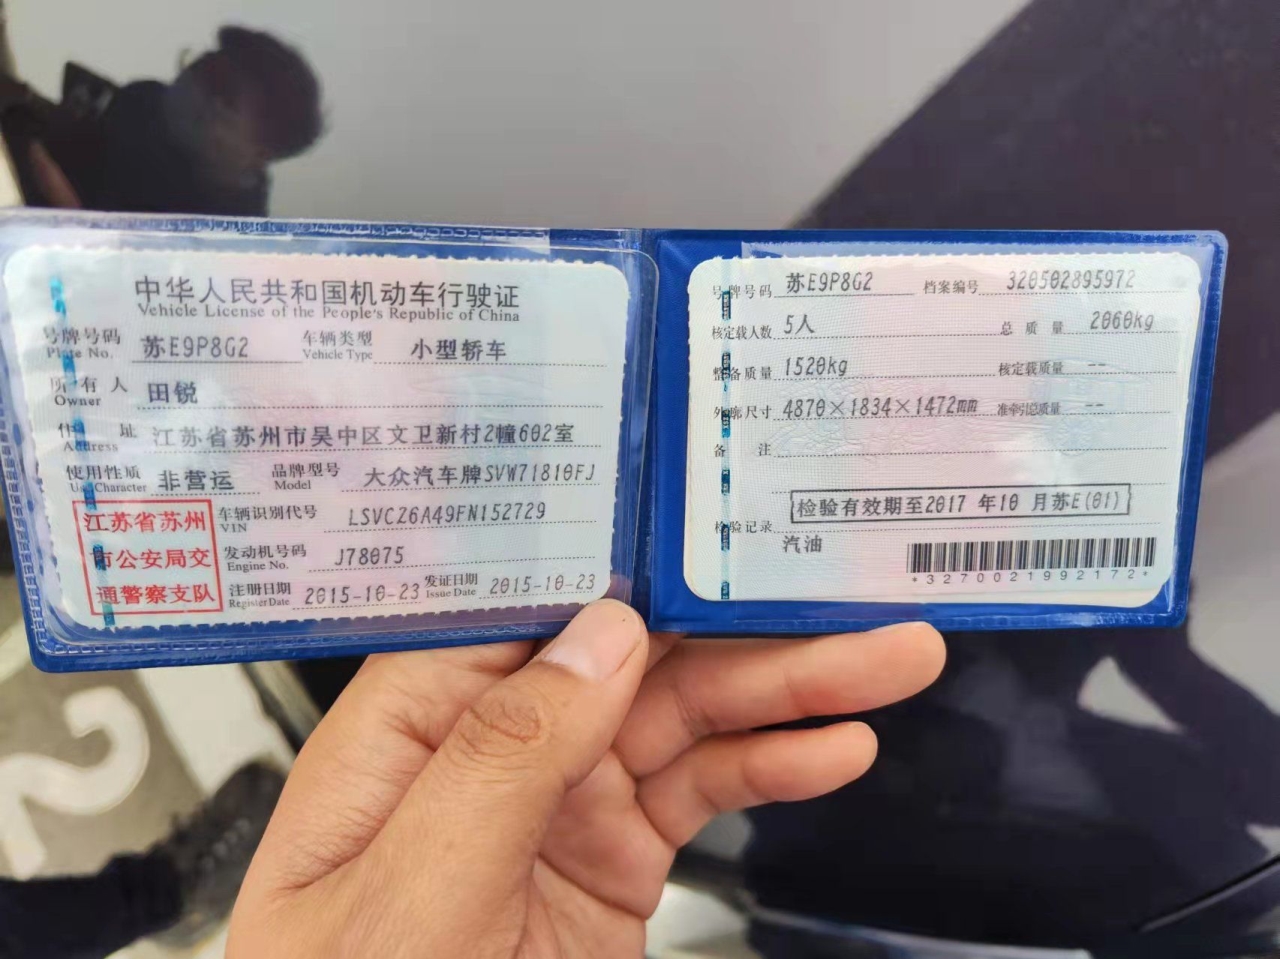 中华人民共和国机动车行驶证
Vehicle License of the People's Republic of China
号牌号码 苏E9P8G2 车辆类型 小型轿车
Plate No. Vehicle Type
所有人 田锐
Owner
住址 江苏省苏州市吴中区文卫新村2幢602室
Address
使用性质 非营运 品牌型号 大众汽车牌SVW71810FJ
Use Character Model
江苏省苏州
市公安局交
通警察支队
车辆识别代号 LSVCZ6A49FN152729
VIN
发动机号码 J78075
Engine No.
注册日期 2015-10-23 发证日期 2015-10-23
Register Date Issue Date
号牌号码 苏E9P8G2 档案编号 320502895972
核定载人数 5人 总质量 2060kg
整备质量 1520kg 核定载质量 --
外廓尺寸 4870×1834×1472mm 准牵引总质量 --
备注
检验有效期至2017 年10 月苏E(01)
检验记录
汽油
*3270021992172*
2